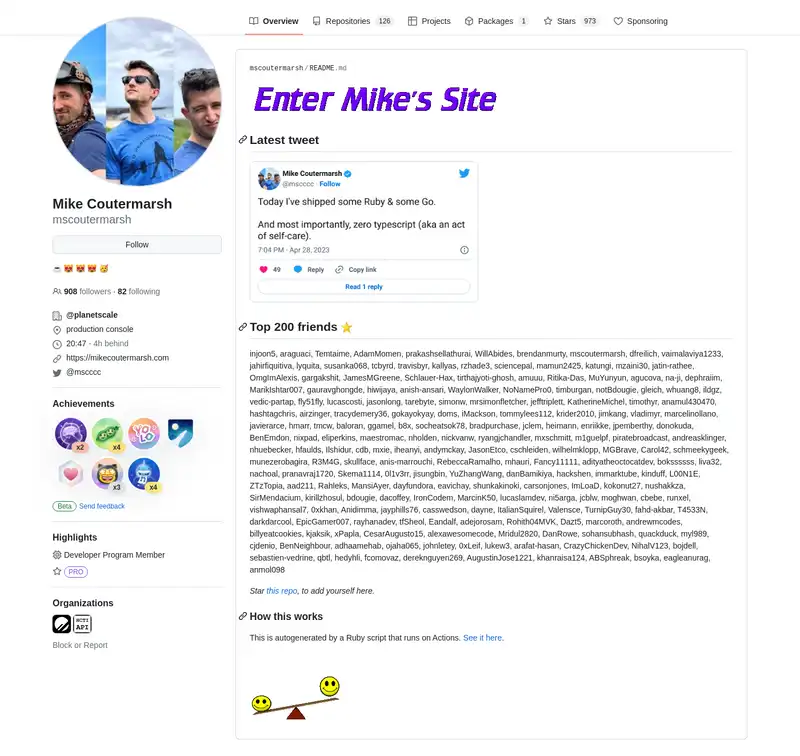 Overview
Repositories 126
Projects
Packages 1
Stars 973
Sponsoring
Mike Coutermarsh
mscoutermarsh
Follow
908 followers · 82 following
@planetscale
production console
20:47 - 4h behind
https://mikecoutermarsh.com
@mscccc
Achievements
x2
x4
YOLO
x3
x4
Beta Send feedback
Highlights
Developer Program Member
PRO
Organizations
HCTI
API
Block or Report
mscoutermarsh/README.md
Enter Mike's Site
Latest tweet
Mike Coutermarsh
@mscccc · Follow
Today I've shipped some Ruby & some Go.
And most importantly, zero typescript (aka an act
of self-care).
7:04 PM · Apr 28, 2023
49 Reply Copy link
Read 1 reply
Top 200 friends
injoon5, araguaci, Temtaime, AdamMomen, prakashsellathurai, WillAbides, brendanmurty, mscoutermarsh, dfreilich, vaimalaviya1233,
jahirfiquitiva, lyquita, susanka068, tcbyrd, travisbyr, kallyas, rzhade3, sciencepal, mamun2425, katungi, mzaini30, jatin-rathee,
OmgImAlexis, gargakshit, JamesMGreene, Schlauer-Hax, tirthajyoti-ghosh, amuuu, Ritika-Das, MuYunyun, agucova, na-ji, dephraiim,
MarikIshtar007, gauravghongde, hiwijaya, anish-ansari, WaylonWalker, NoNamePro0, timburgan, notBdougie, gleich, whuang8, ildgz,
vedic-partap, fly51fly, lucascosti, jasonlong, tarebyte, simonw, mrsimonfletcher, jefftriplett, KatherineMichel, timothyr, anamul430470,
hashtagchris, airzinger, tracydemery36, gokayokyay, doms, iMackson, tommylees112, krider2010, jimkang, vladimyr, marcelinollano,
javierarce, hmarr, tmcw, baloran, ggamel, b8x, socheatsok78, bradpurchase, jclem, heimann, enriikke, jpemberthy, donokuda,
BenEmdon, nixpad, eliperkins, maestromac, nholden, nickvanw, ryangjchandler, mxschmitt, m1guelpf, piratebroadcast, andreasklinger,
nhuebecker, hfaulds, Ilshidur, cdb, mxie, iheanyi, andymckay, JasonEtco, cschleiden, wilhelmklopp, MGBrave, Carol42, schmeekygeek,
munezerobagira, R3M4G, skullface, anis-marrouchi, RebeccaRamalho, mhauri, Fancy11111, adityatheoctocatdev, bokssssss, liva32,
nachoal, pranavraj1720, Skema1114, 0l1v3rr, jisungbin, YuZhangWang, danBamikiya, hackshen, immarktube, kinduff, L00N1E,
ZTzTopia, aad211, Rahleks, MansiAyer, dayfundora, eavichay, shunkakinoki, carsonjones, ImLoaD, kokonut27, nushakkza,
SirMendacium, kirillzhosul, bdougie, dacoffey, IronCodem, MarcinK50, lucaslamdev, ni5arga, jcblw, moghwan, cbebe, runxel,
vishwaphansal7, 0xkhan, Anidimma, jayphills76, casswedson, dayne, ItalianSquirel, Valensce, TurnipGuy30, fahd-akbar, T4533N,
darkdarcool, EpicGamer007, rayhanadev, tfSheol, Eandalf, adejorosam, Rohith04MVK, Dazt5, marcoroth, andrewmcodes,
billyeatcookies, kjaksik, xPapla, CesarAugusto15, alexawesomecode, Mridul2820, DanRowe, sohansubhash, quackduck, myl989,
cjdenio, BenNeighbour, adhaamehab, ojaha065, johnletey, 0xLeif, lukew3, arafat-hasan, CrazyChickenDev, NihalV123, bojdell,
sebastien-vedrine, qbtl, hedyhli, fcomovaz, dereknguyen269, AugustinJose1221, khanraisa124, ABSphreak, bsoyka, eagleanurag,
anmol098
Star this repo, to add yourself here.
How this works
This is autogenerated by a Ruby script that runs on Actions. See it here.